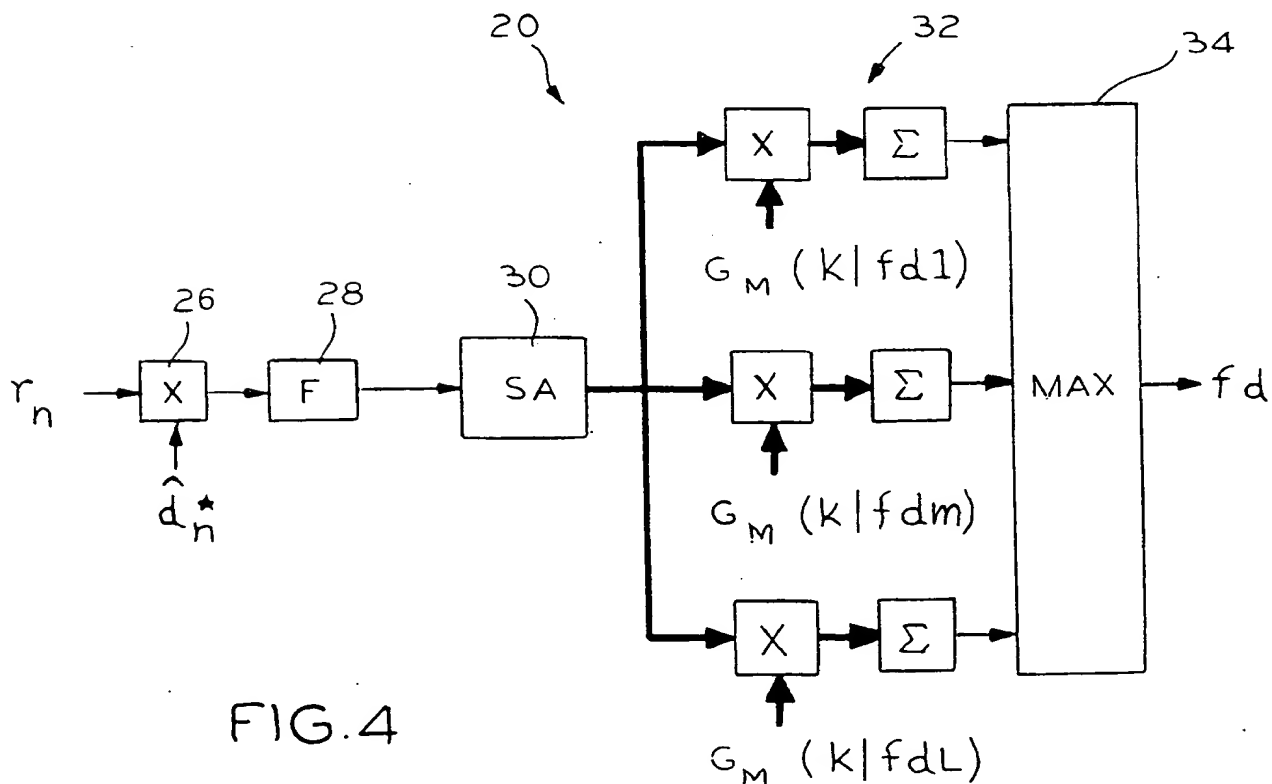 20
32
34
X
Σ
G_M (k|fd1)
26
28
30
r_n
X
F
SA
X
Σ
MAX
fd
d̂_n*
G_M (k|fdm)
X
Σ
FIG.4
G_M (k|fdL)